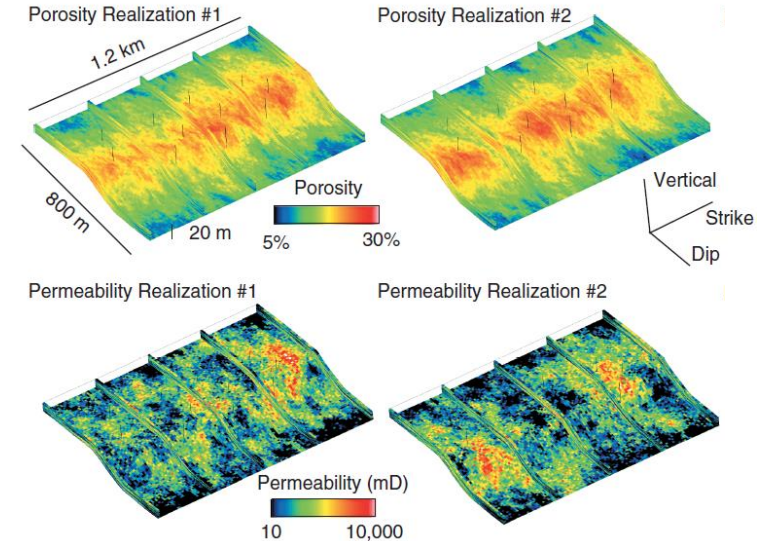 Porosity Realization #1
Porosity Realization #2
1.2 km
800 m
20 m
Porosity
5%
30%
Vertical
Strike
Dip
Permeability Realization #1
Permeability Realization #2
Permeability (mD)
10
10,000